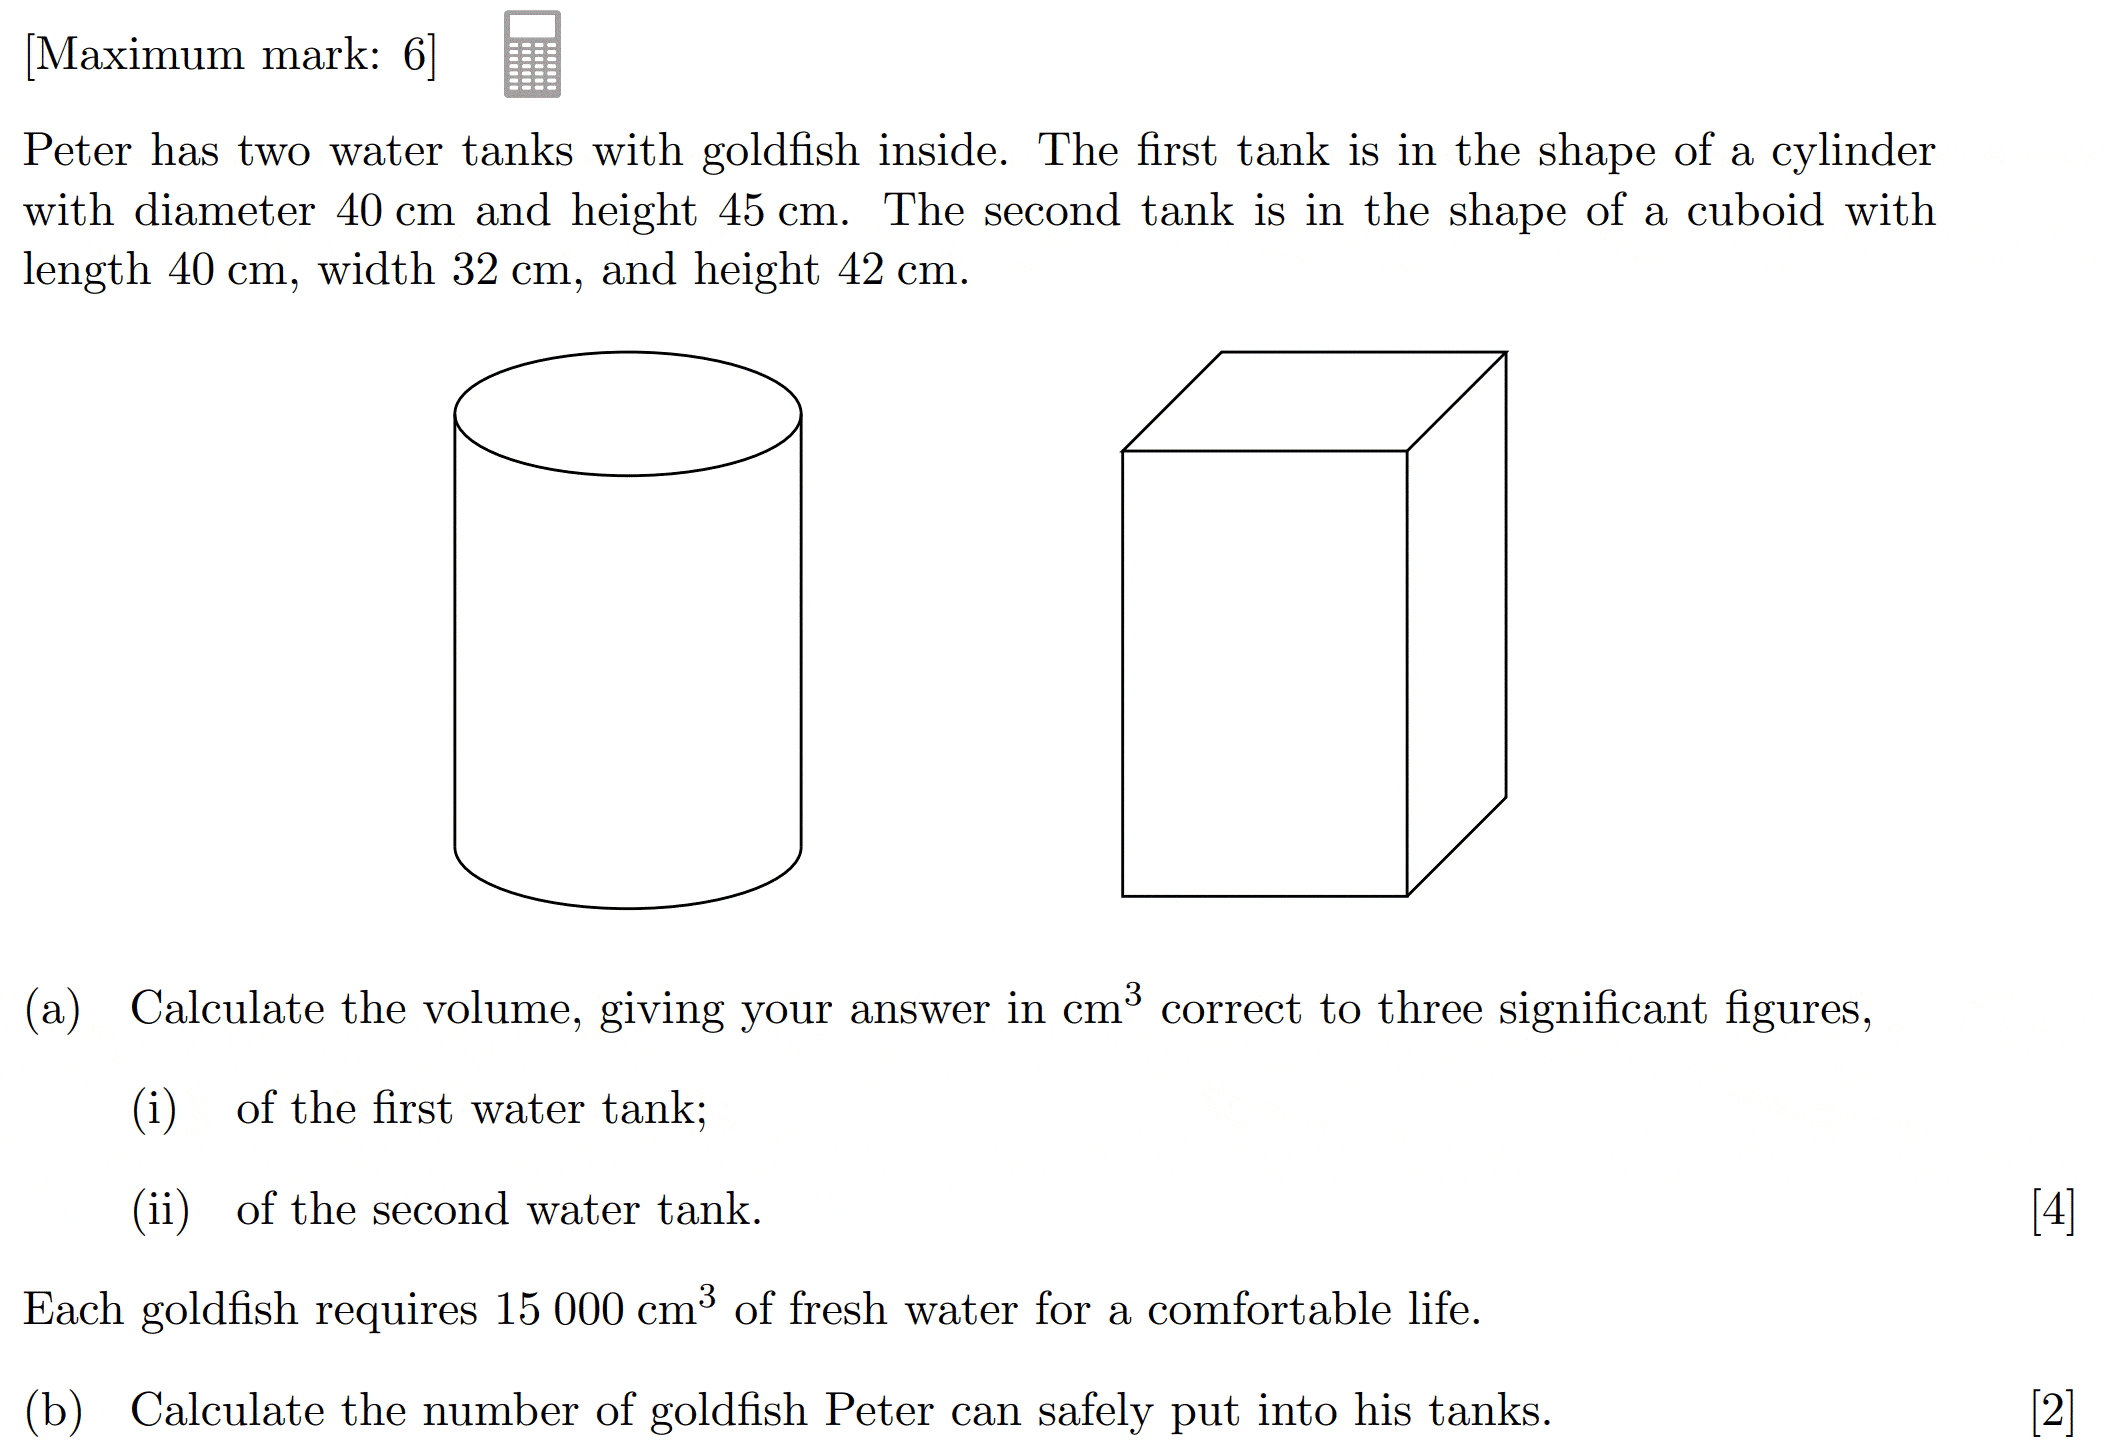 [Maximum mark: 6]
Peter has two water tanks with goldfish inside. The first tank is in the shape of a cylinder
with diameter 40 cm and height 45 cm. The second tank is in the shape of a cuboid with
length 40 cm, width 32 cm, and height 42 cm.
(a) Calculate the volume, giving your answer in cm³ correct to three significant figures,
(i) of the first water tank;
(ii) of the second water tank. [4]
Each goldfish requires 15 000 cm³ of fresh water for a comfortable life.
(b) Calculate the number of goldfish Peter can safely put into his tanks. [2]